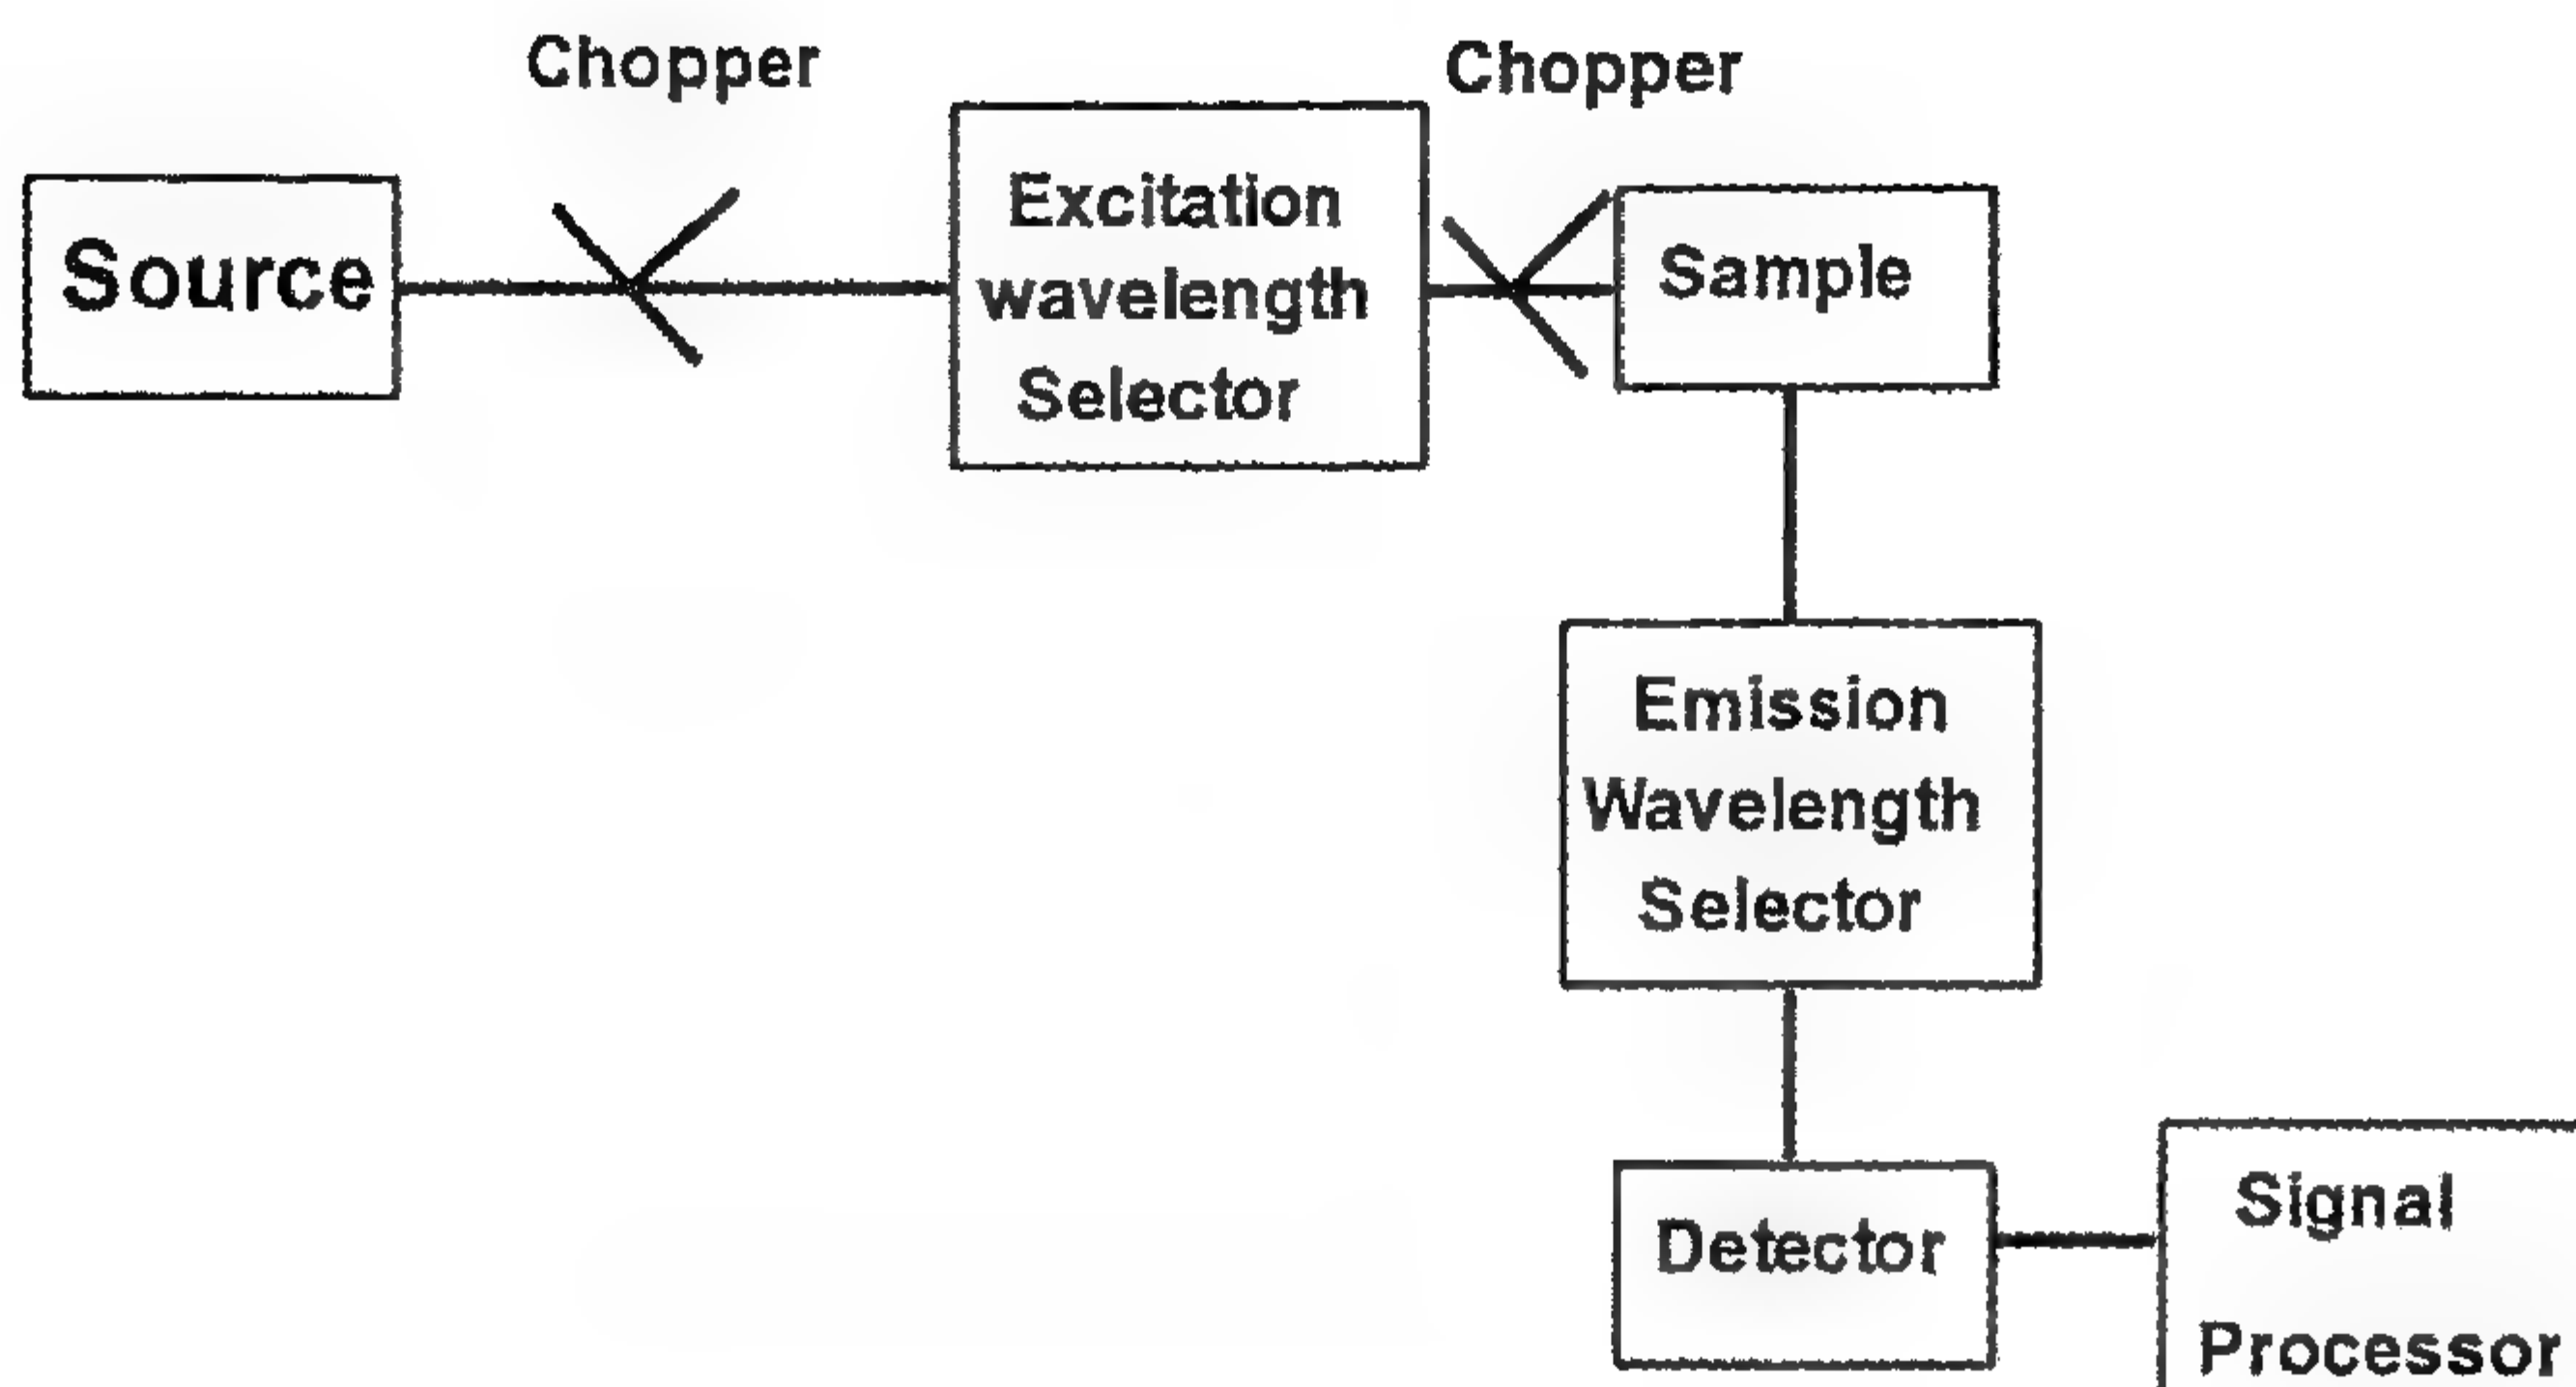 Chopper
Chopper
Source
Excitation
wavelength
Selector
Sample
Emission
Wavelength
Selector
Detector
Signal
Processor